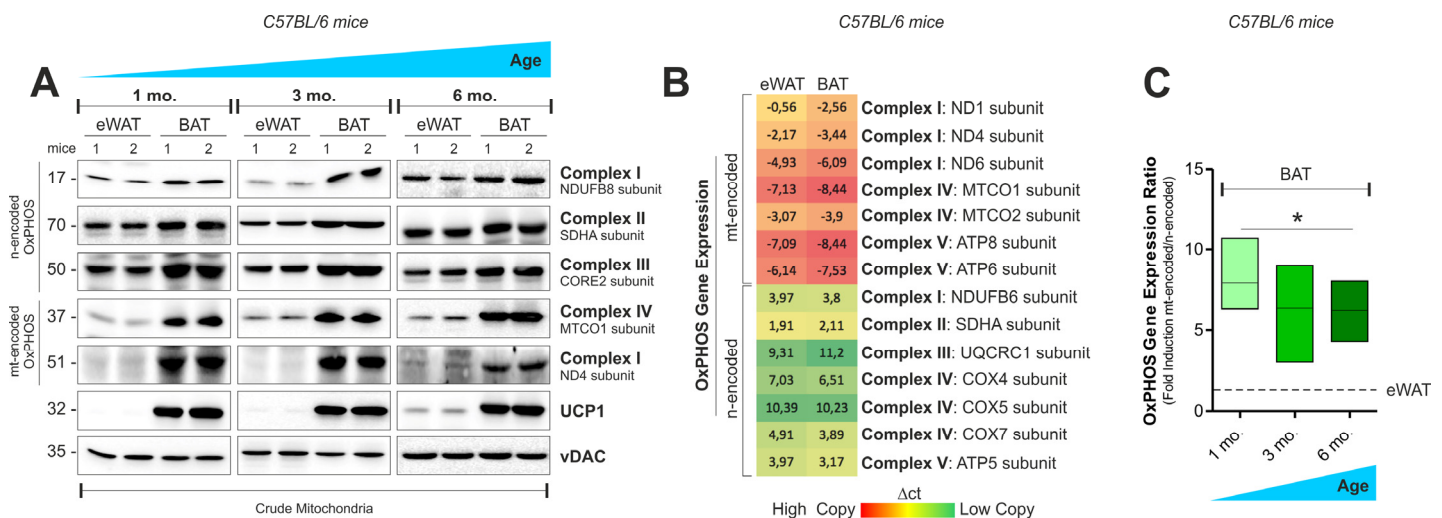 C57BL/6 mice
Age
A
1 mo. 3 mo. 6 mo.
eWAT BAT eWAT BAT eWAT BAT
mice 1 2 1 2 1 2 1 2 1 2 1 2
n-encoded
OxPHOS
17 - Complex I
NDUFB8 subunit
70 - Complex II
SDHA subunit
50 - Complex III
CORE2 subunit
mt-encoded
OxPHOS
37 - Complex IV
MTCO1 subunit
51 - Complex I
ND4 subunit
32 - UCP1
35 - vDAC
Crude Mitochondria
C57BL/6 mice
B
eWAT BAT
OxPHOS Gene Expression
mt-encoded
-0,56 -2,56 Complex I: ND1 subunit
-2,17 -3,44 Complex I: ND4 subunit
-4,93 -6,09 Complex I: ND6 subunit
-7,13 -8,44 Complex IV: MTCO1 subunit
-3,07 -3,9 Complex IV: MTCO2 subunit
-7,09 -8,44 Complex V: ATP8 subunit
-6,14 -7,53 Complex V: ATP6 subunit
n-encoded
3,97 3,8 Complex I: NDUFB6 subunit
1,91 2,11 Complex II: SDHA subunit
9,31 11,2 Complex III: UQCRC1 subunit
7,03 6,51 Complex IV: COX4 subunit
10,39 10,23 Complex IV: COX5 subunit
4,91 3,89 Complex IV: COX7 subunit
3,97 3,17 Complex V: ATP5 subunit
Δct
High Copy Low Copy
C57BL/6 mice
C
OxPHOS Gene Expression Ratio
(Fold Induction mt-encoded/n-encoded)
15
10
5
0
BAT
*
eWAT
1 mo. 3 mo. 6 mo.
Age